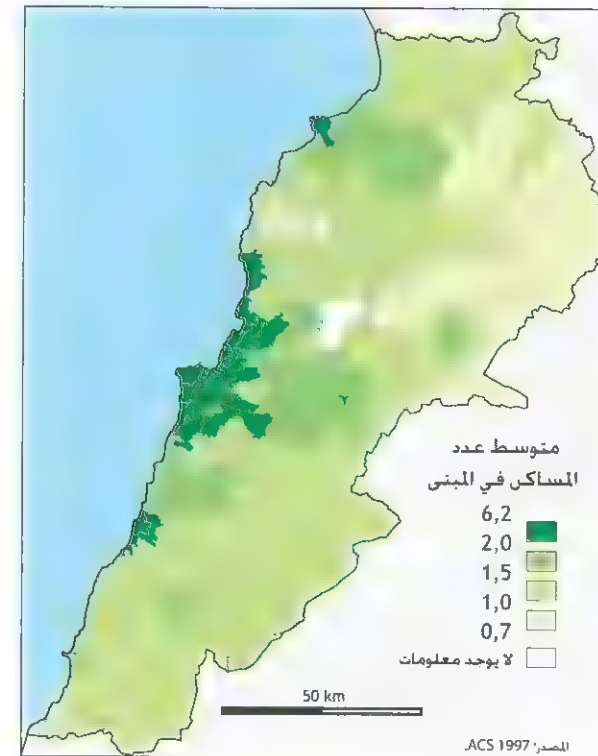 متوسط عدد
المساكن في المبنى
6,2
2,0
1,5
1,0
0,7
لا يوجد معلومات
50 km
المصدر: ACS 1997.